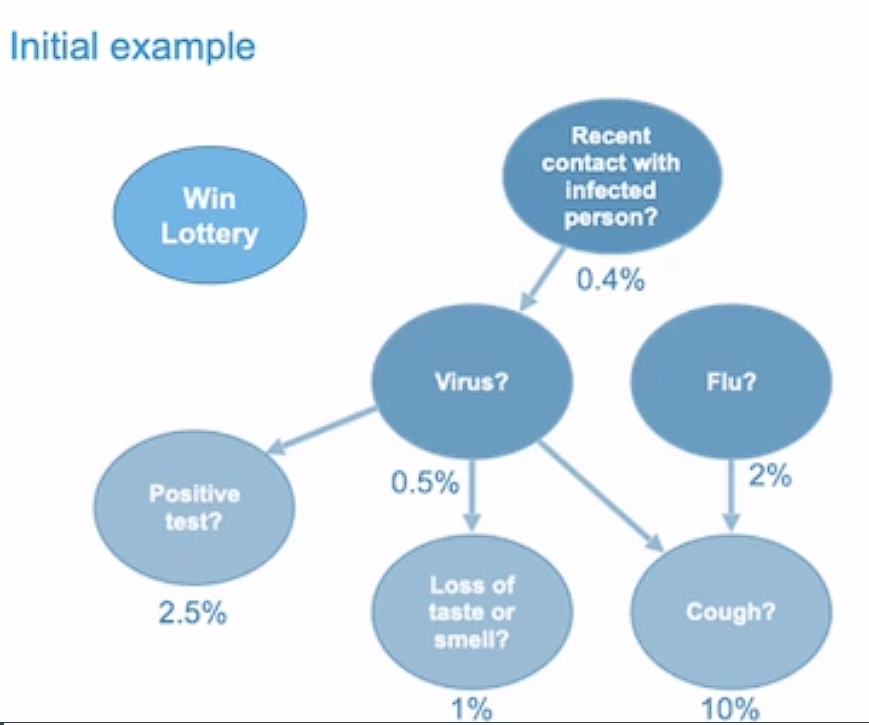 Initial example
Win
Lottery
Recent
contact with
infected
person?
0.4%
Virus?
Flu?
0.5%
2%
Positive
test?
2.5%
Loss of
taste or
smell?
1%
Cough?
10%